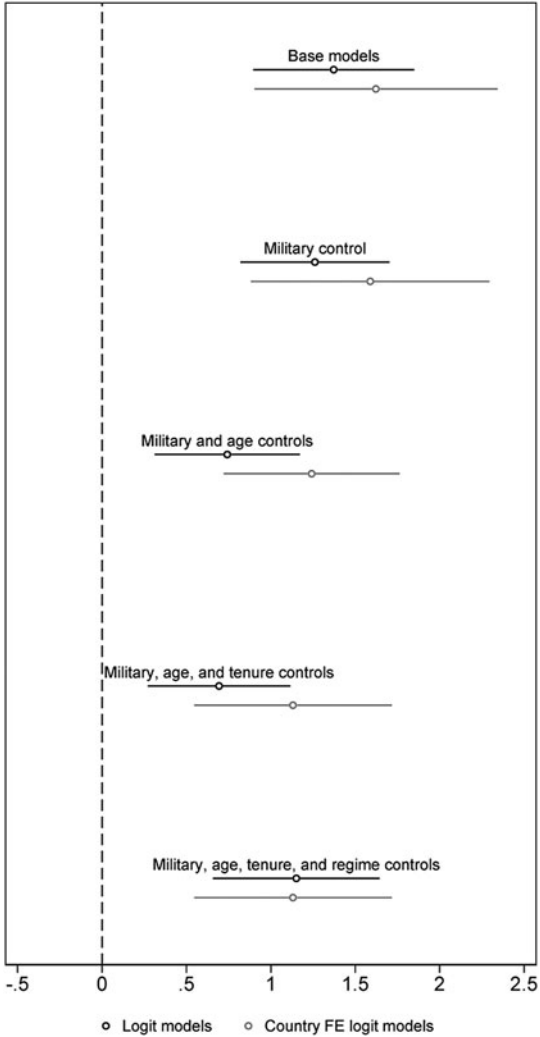 Base models
Military control
Military and age controls
Military, age, and tenure controls
Military, age, tenure, and regime controls
-.5 0 .5 1 1.5 2 2.5
Logit models Country FE logit models